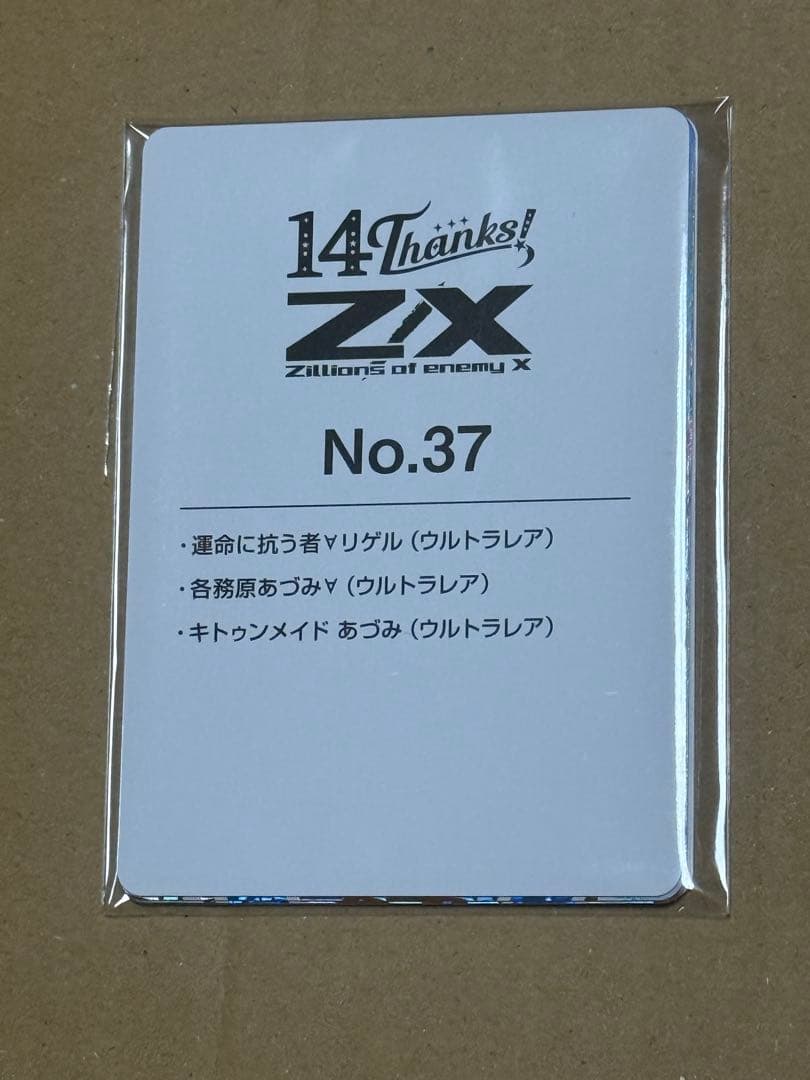 14 Thanks!
Z/X
Zillions of enemy X
No.37
・運命に抗う者∀リゲル（ウルトラレア）
・各務原あづみ∀（ウルトラレア）
・キトゥンメイド あづみ（ウルトラレア）